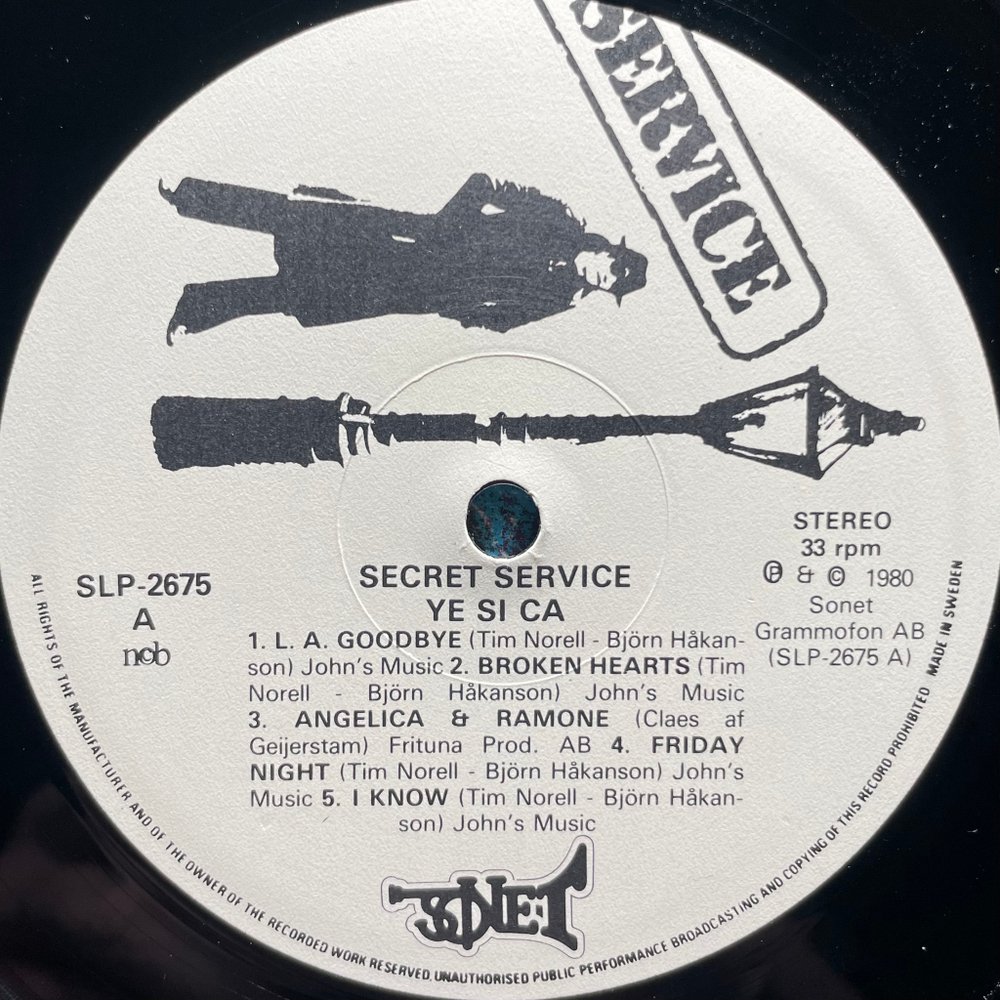 SERVICE
STEREO
33 rpm
Ⓟ & © 1980
Sonet
Grammofon AB
(SLP-2675 A)
SLP-2675
A
ncb
SECRET SERVICE
YE SI CA
1. L. A. GOODBYE (Tim Norell - Björn Håkan-
son) John's Music 2. BROKEN HEARTS (Tim
Norell - Björn Håkanson) John's Music
3. ANGELICA & RAMONE (Claes af
Geijerstam) Frituna Prod. AB 4. FRIDAY
NIGHT (Tim Norell - Björn Håkanson) John's
Music 5. I KNOW (Tim Norell - Björn Håkan-
son) John's Music
SONET
ALL RIGHTS OF THE MANUFACTURER AND OF THE OWNER OF THE RECORDED WORK RESERVED. UNAUTHORISED PUBLIC PERFORMANCE BROADCASTING AND COPYING OF THIS RECORD PROHIBITED MADE IN SWEDEN